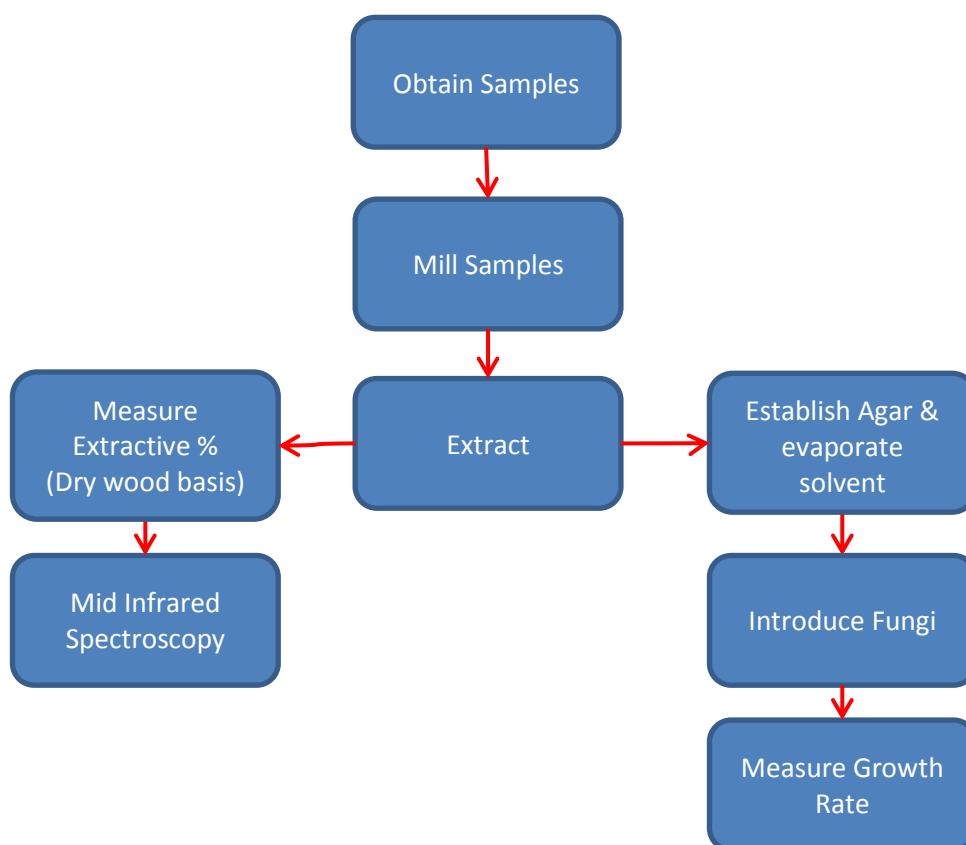 Obtain Samples
Mill Samples
Extract
Measure
Extractive %
(Dry wood basis)
Mid Infrared
Spectroscopy
Establish Agar &
evaporate
solvent
Introduce Fungi
Measure Growth
Rate